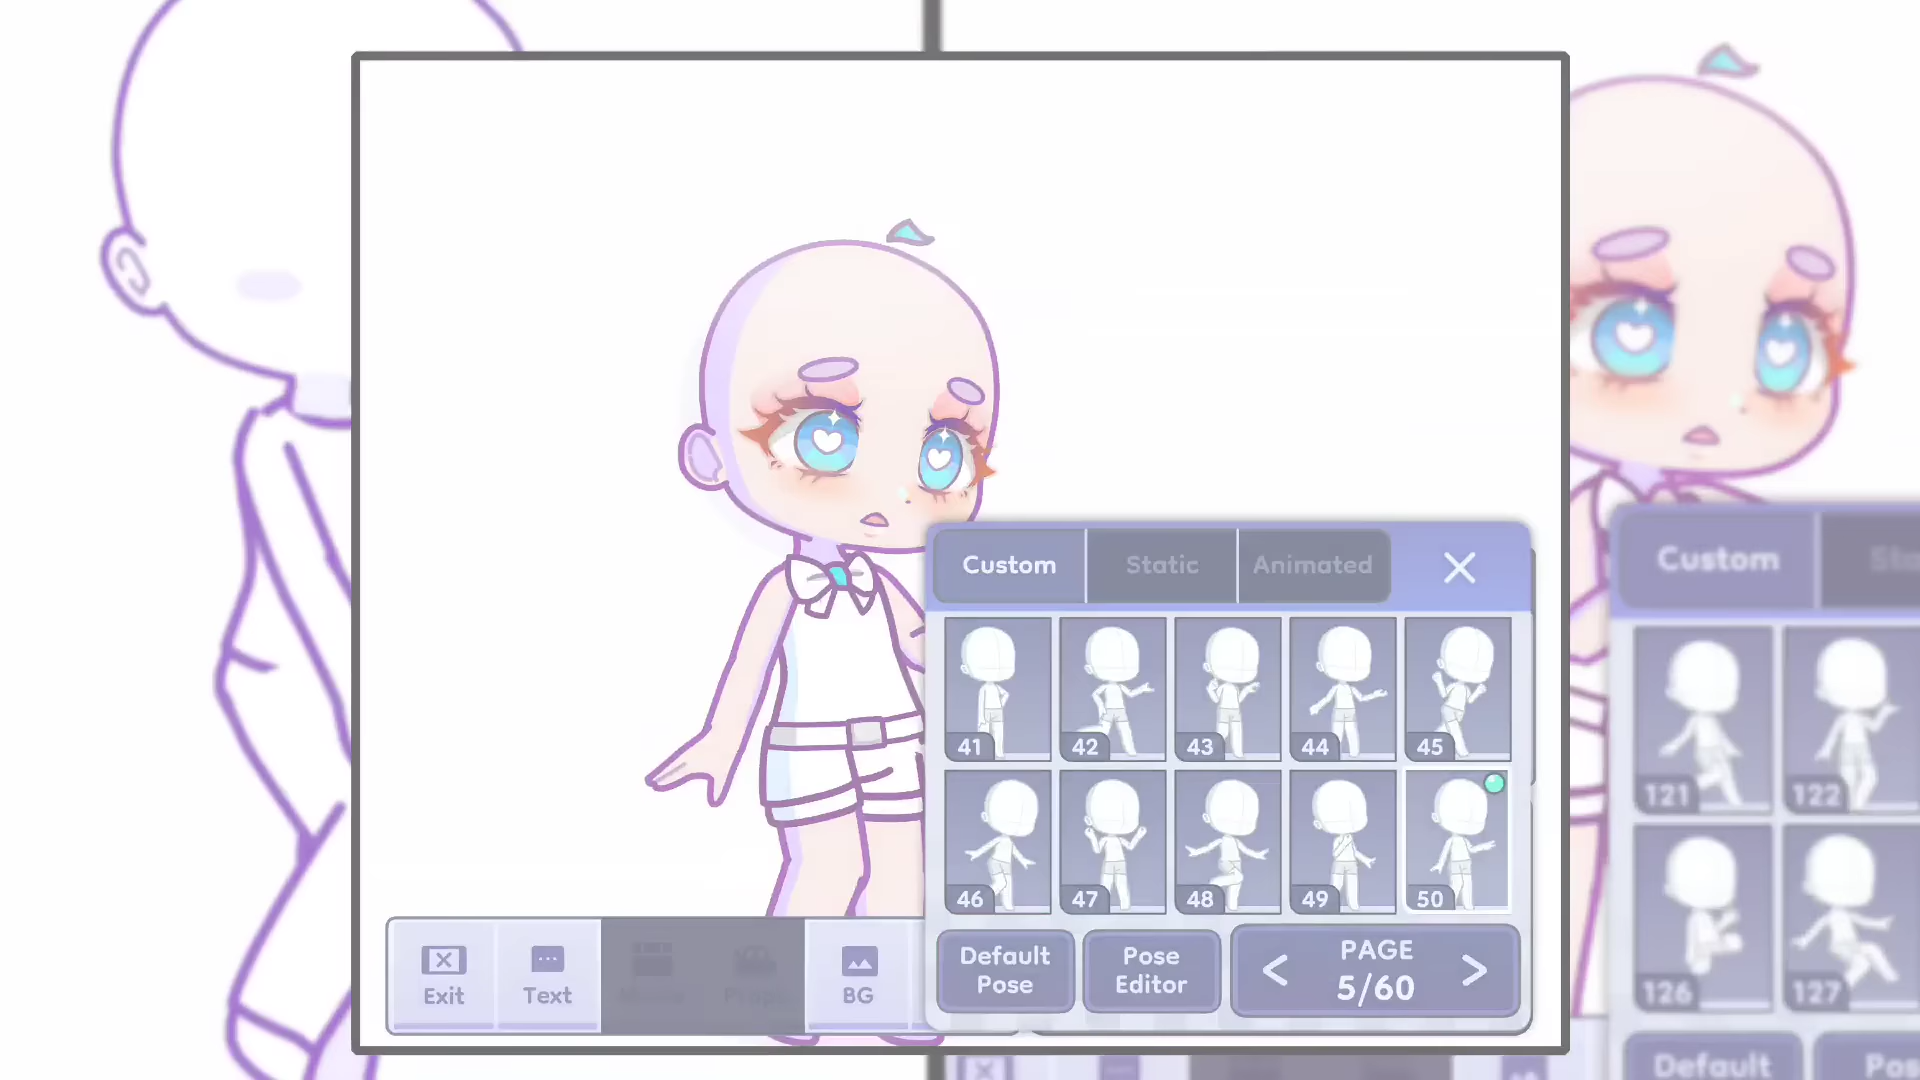 Custom Static Animated
41 42 43 44 45
46 47 48 49 50
Default
Pose
Pose
Editor
PAGE
5/60
Exit Text BG
Custom
121 122
126 127
Default